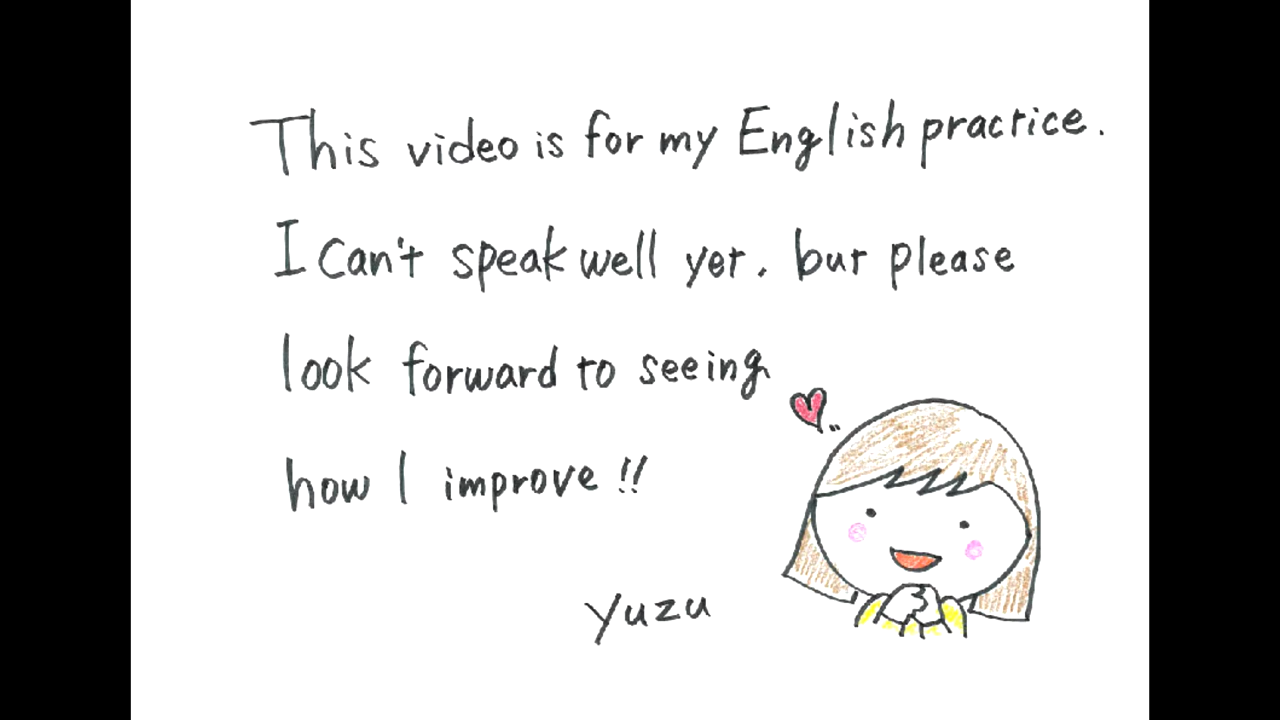 This video is for my English practice.
I can't speak well yet. but please
look forward to seeing
how I improve!!
yuzu